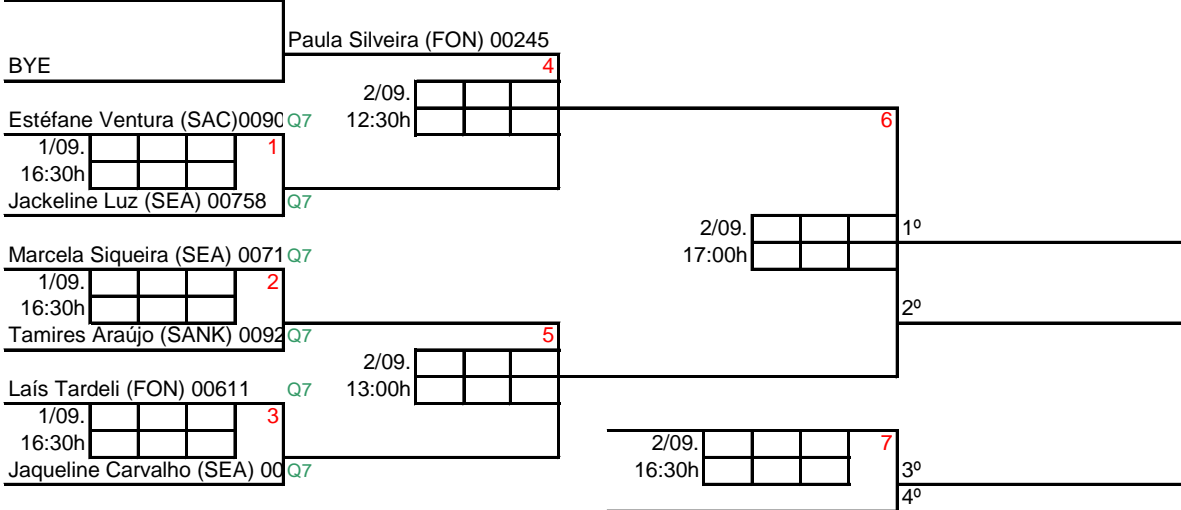 Paula Silveira (FON) 00245
BYE
4
2/09.
12:30h
Estéfane Ventura (SAC)0090 Q7
6
1/09. 1
16:30h
Jackeline Luz (SEA) 00758 Q7
2/09. 1º
17:00h
Marcela Siqueira (SEA) 0071 Q7
1/09. 2
16:30h
2º
Tamires Araújo (SANK) 0092 Q7
5
2/09.
13:00h
Laís Tardeli (FON) 00611 Q7
1/09. 3
16:30h
2/09. 7
16:30h
Jaqueline Carvalho (SEA) 00 Q7
3º
4º